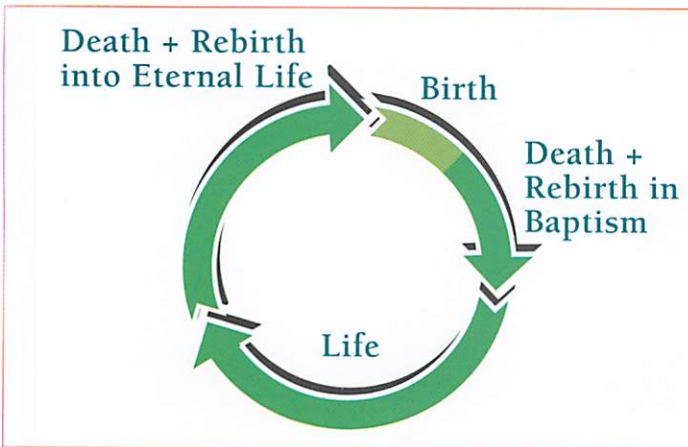 Death + Rebirth
into Eternal Life
Birth
Death +
Rebirth in
Baptism
Life